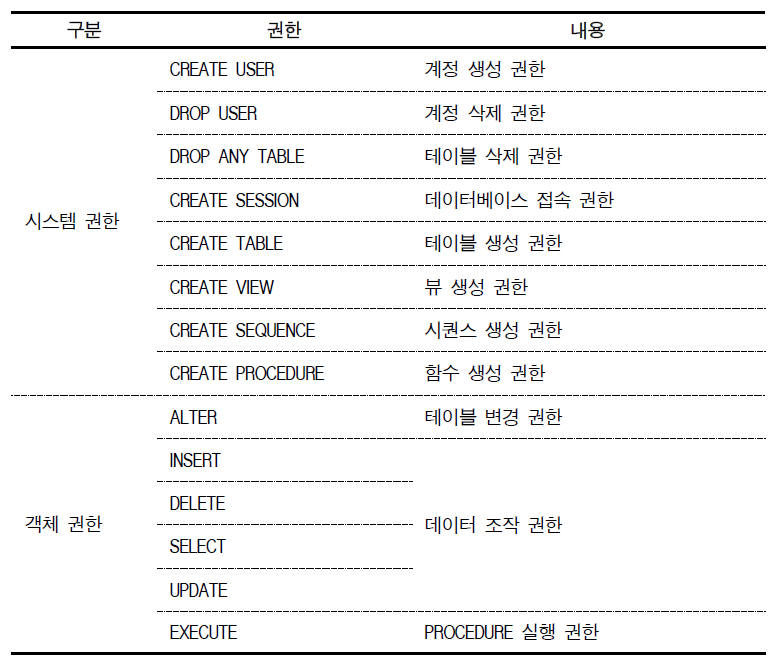 구분 권한 내용
CREATE USER 계정 생성 권한
DROP USER 계정 삭제 권한
DROP ANY TABLE 테이블 삭제 권한
CREATE SESSION 데이터베이스 접속 권한
시스템 권한
CREATE TABLE 테이블 생성 권한
CREATE VIEW 뷰 생성 권한
CREATE SEQUENCE 시퀀스 생성 권한
CREATE PROCEDURE 함수 생성 권한
ALTER 테이블 변경 권한
INSERT
DELETE
객체 권한 데이터 조작 권한
SELECT
UPDATE
EXECUTE PROCEDURE 실행 권한